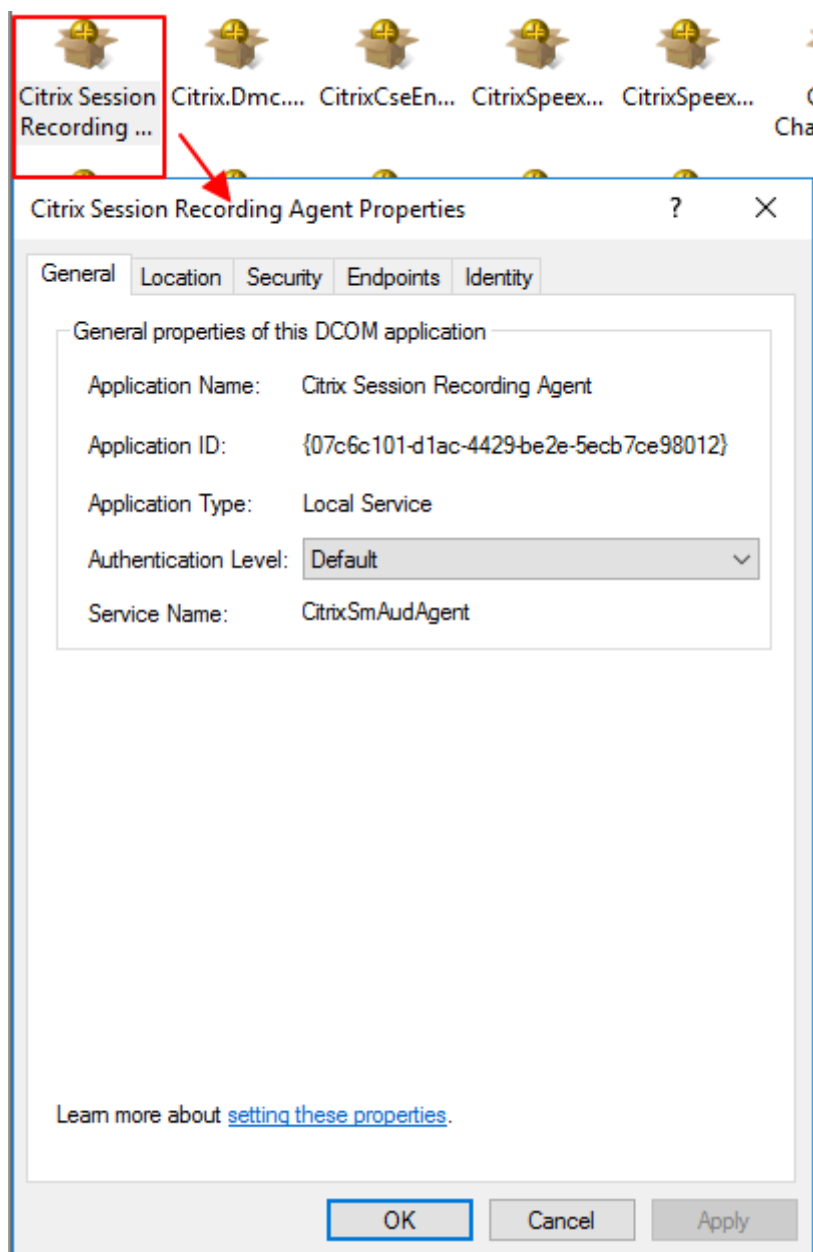 Citrix Session Recording ...
Citrix.Dmc....
CitrixCseEn...
CitrixSpeex...
CitrixSpeex...
Citrix Session Recording Agent Properties
?
General
Location
Security
Endpoints
Identity
General properties of this DCOM application
Application Name: Citrix Session Recording Agent
Application ID: {07c6c101-d1ac-4429-be2e-5ecb7ce98012}
Application Type: Local Service
Authentication Level: Default
Service Name: CitrixSmAudAgent
Learn more about setting these properties.
OK
Cancel
Apply